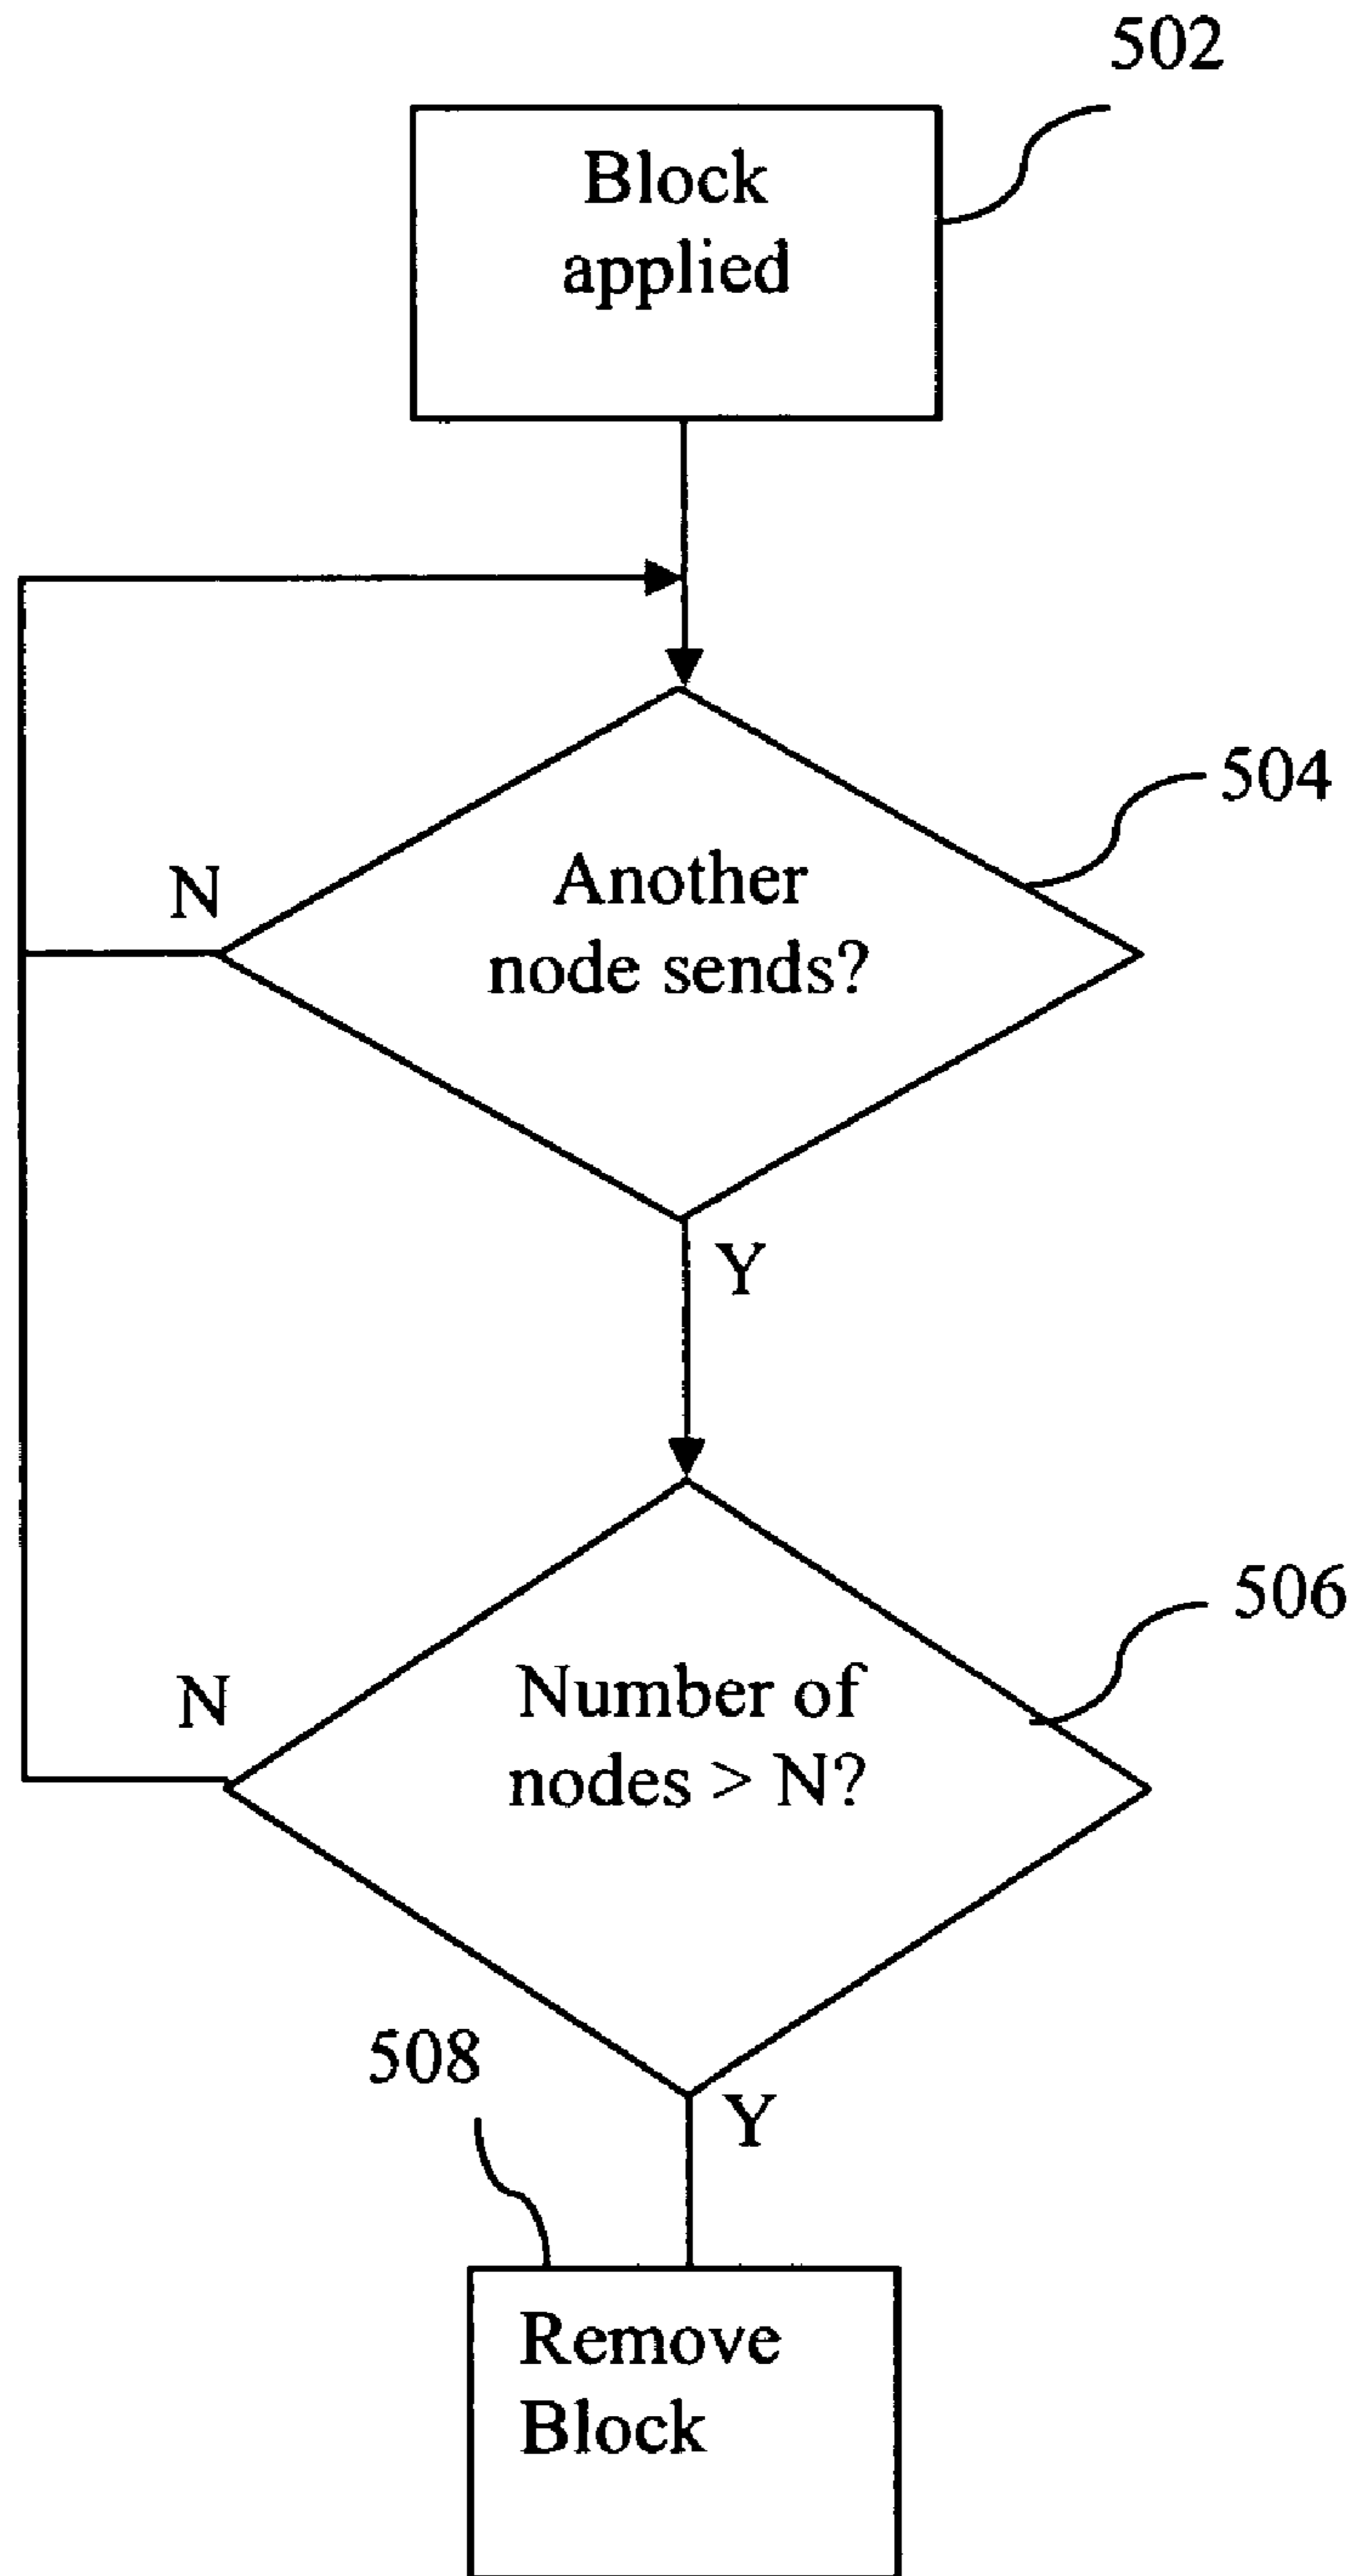 502
Block
applied
504
N
Another
node sends?
Y
506
N
Number of
nodes > N?
508
Y
Remove
Block